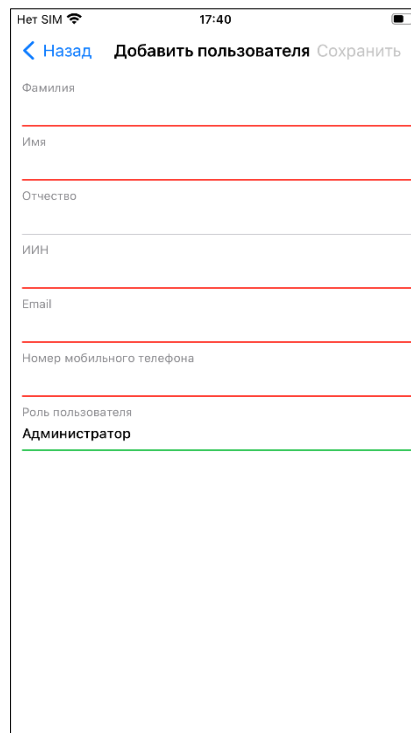 Нет SIM 17:40
Назад Добавить пользователя Сохранить
Фамилия
Имя
Отчество
ИИН
Email
Номер мобильного телефона
Роль пользователя
Администратор